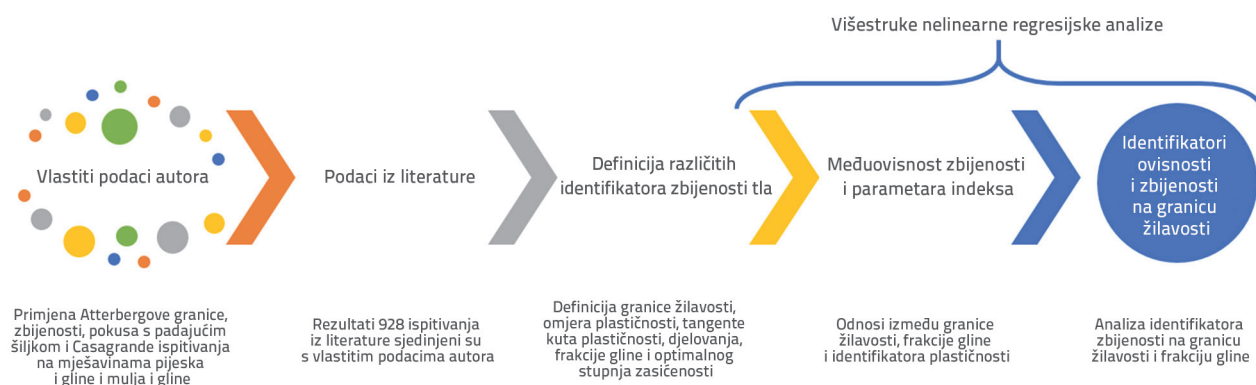 Višestruke nelinearne regresijske analize
Vlastiti podaci autora
Podaci iz literature
Definicija različitih
identifikatora zbijenosti tla
Međuovisnost zbijenosti
i parametara indeksa
Identifikatori
ovisnosti
i zbijenosti
na granicu
žilavosti
Primjena Atterbergove granice,
zbijenosti, pokusa s padajućim
šiljkom i Casagrande ispitivanja
na mješavinama pijeska
i gline i mulja i gline
Rezultati 928 ispitivanja
iz literature sjedinjeni su
s vlastitim podacima autora
Definicija granice žilavosti,
omjera plastičnosti, tangente
kuta plastičnosti, djelovanja,
frakcije gline i optimalnog
stupnja zasićenosti
Odnosi između granice
žilavosti, frakcije gline
i identifikatora plastičnosti
Analiza identifikatora
zbijenosti na granicu
žilavosti i frakciju gline